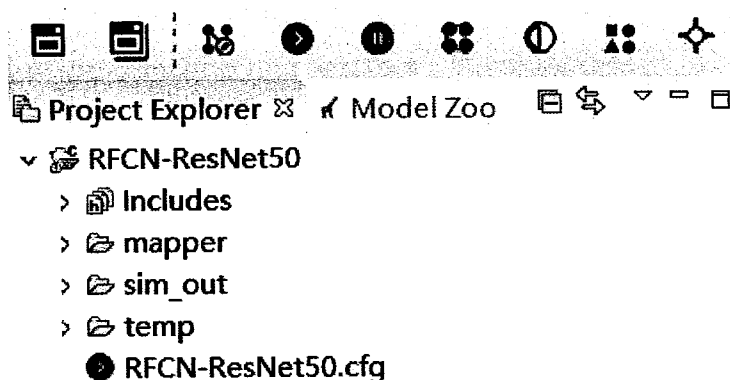 Project Explorer Model Zoo
RFCN-ResNet50
Includes
mapper
sim_out
temp
RFCN-ResNet50.cfg